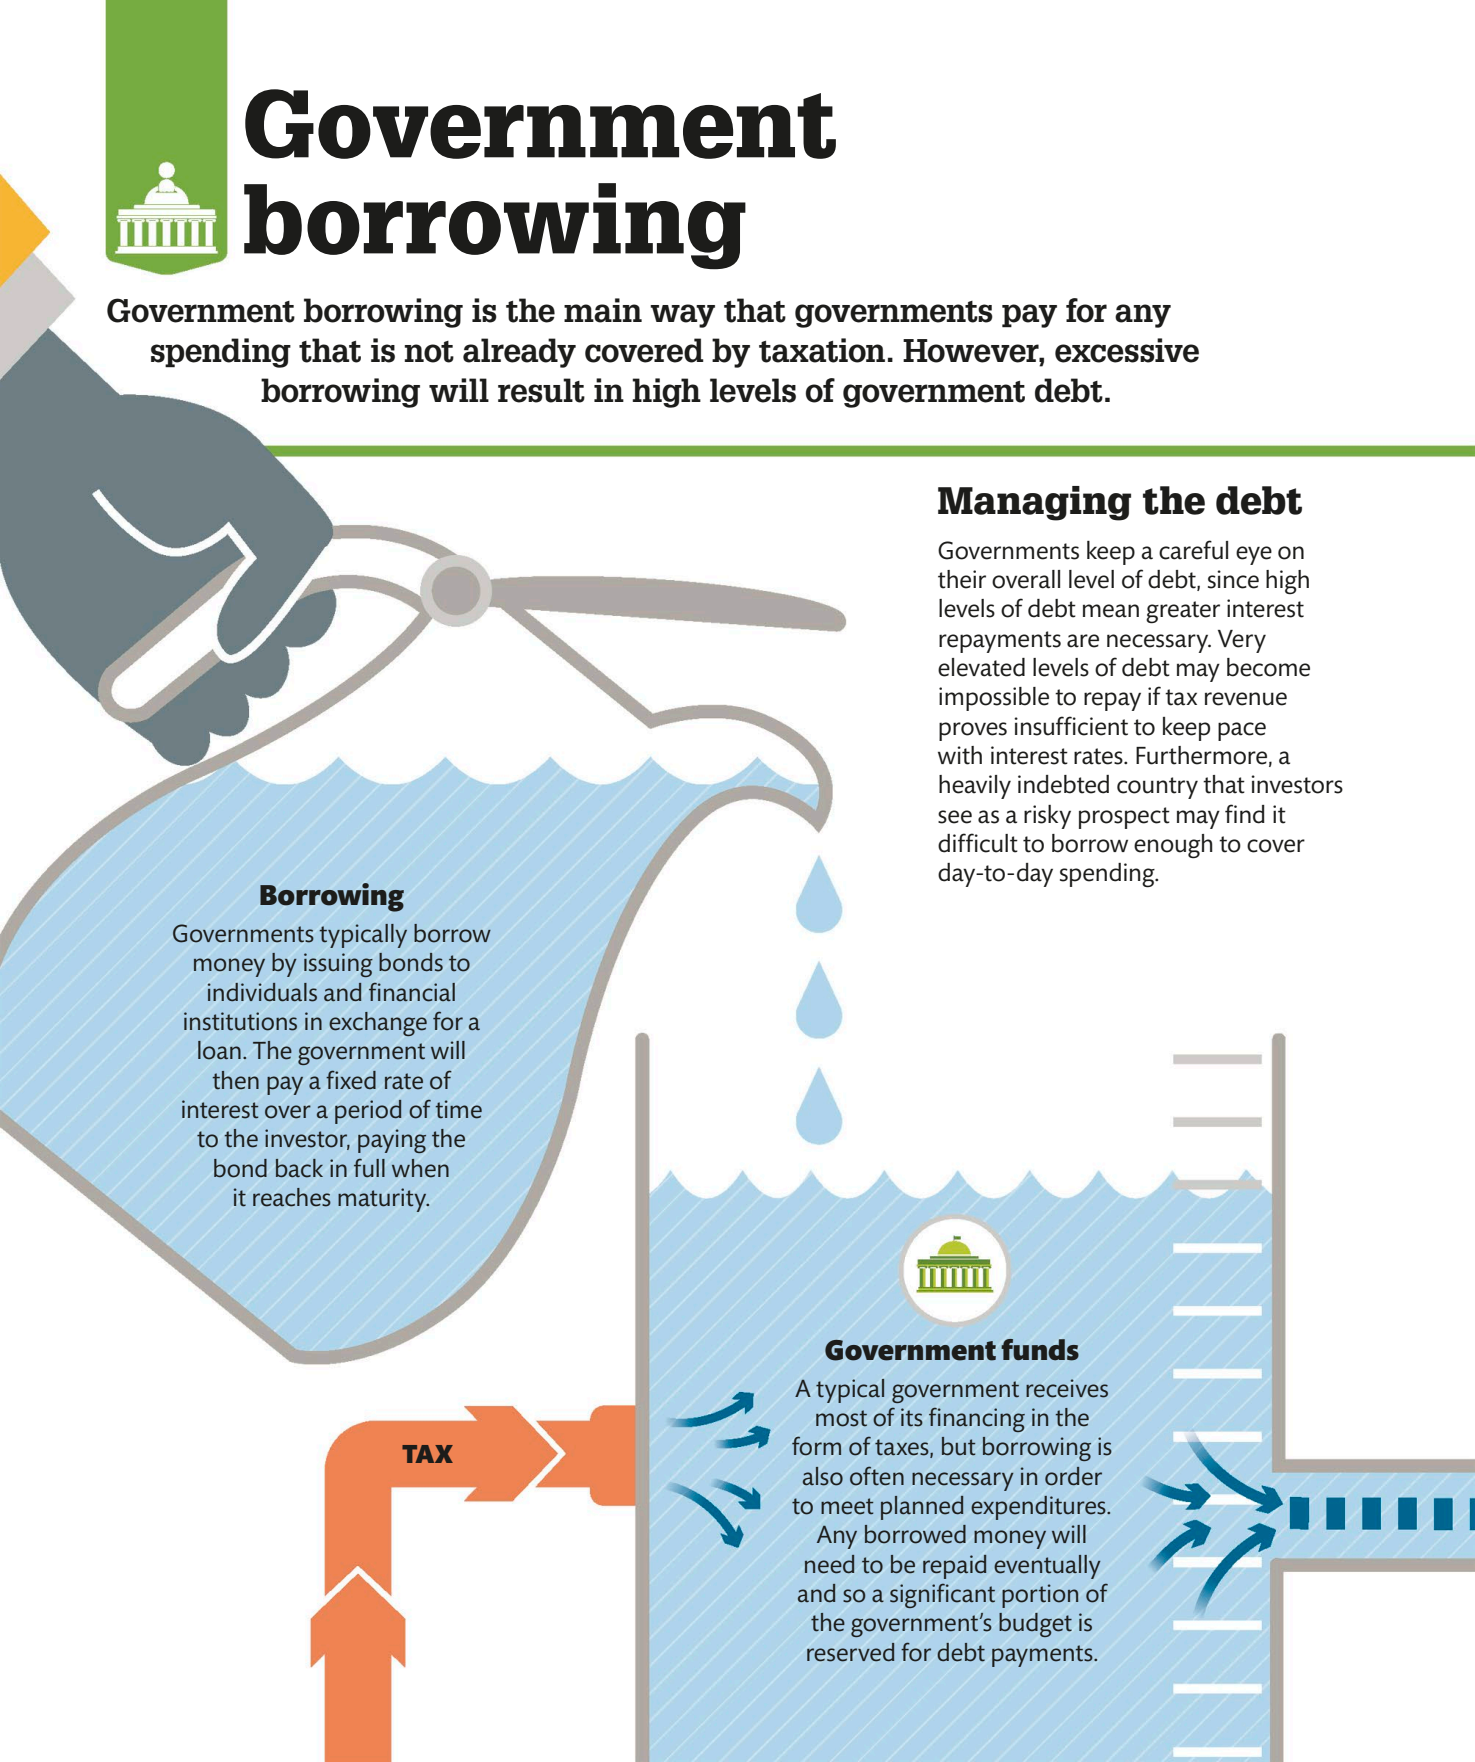 Government
borrowing
Government borrowing is the main way that governments pay for any
spending that is not already covered by taxation. However, excessive
borrowing will result in high levels of government debt.
Managing the debt
Governments keep a careful eye on
their overall level of debt, since high
levels of debt mean greater interest
repayments are necessary. Very
elevated levels of debt may become
impossible to repay if tax revenue
proves insufficient to keep pace
with interest rates. Furthermore, a
heavily indebted country that investors
see as a risky prospect may find it
difficult to borrow enough to cover
day-to-day spending.
Borrowing
Governments typically borrow
money by issuing bonds to
individuals and financial
institutions in exchange for a
loan. The government will
then pay a fixed rate of
interest over a period of time
to the investor, paying the
bond back in full when
it reaches maturity.
Government funds
A typical government receives
most of its financing in the
form of taxes, but borrowing is
also often necessary in order
to meet planned expenditures.
Any borrowed money will
need to be repaid eventually
and so a significant portion of
the government's budget is
reserved for debt payments.
TAX